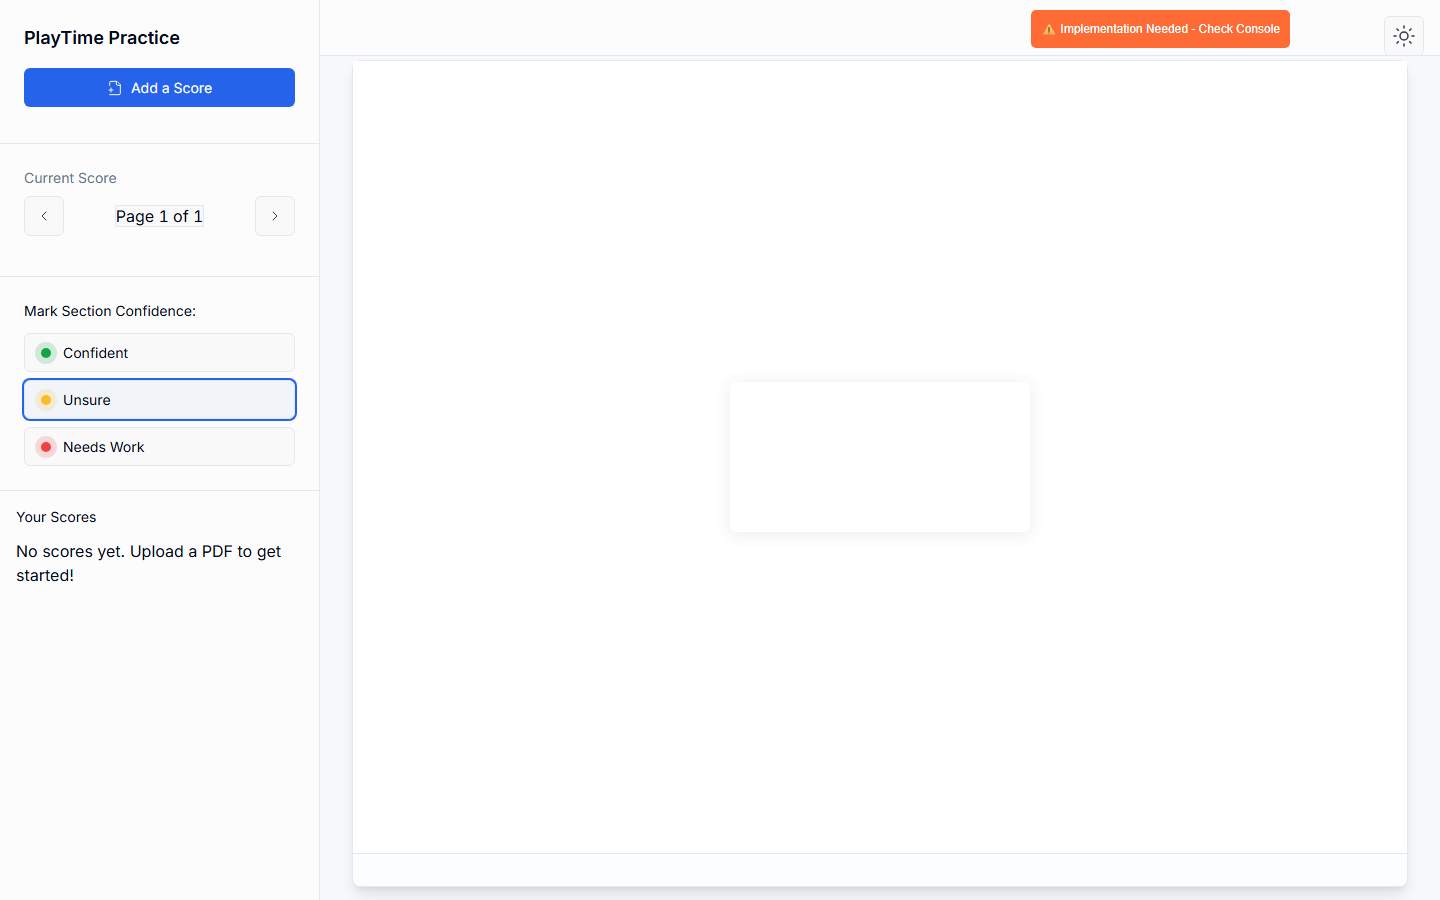 PlayTime Practice
Add a Score
⚠️ Implementation Needed - Check Console
Current Score
Page 1 of 1
Mark Section Confidence:
Confident
Unsure
Needs Work
Your Scores
No scores yet. Upload a PDF to get
started!